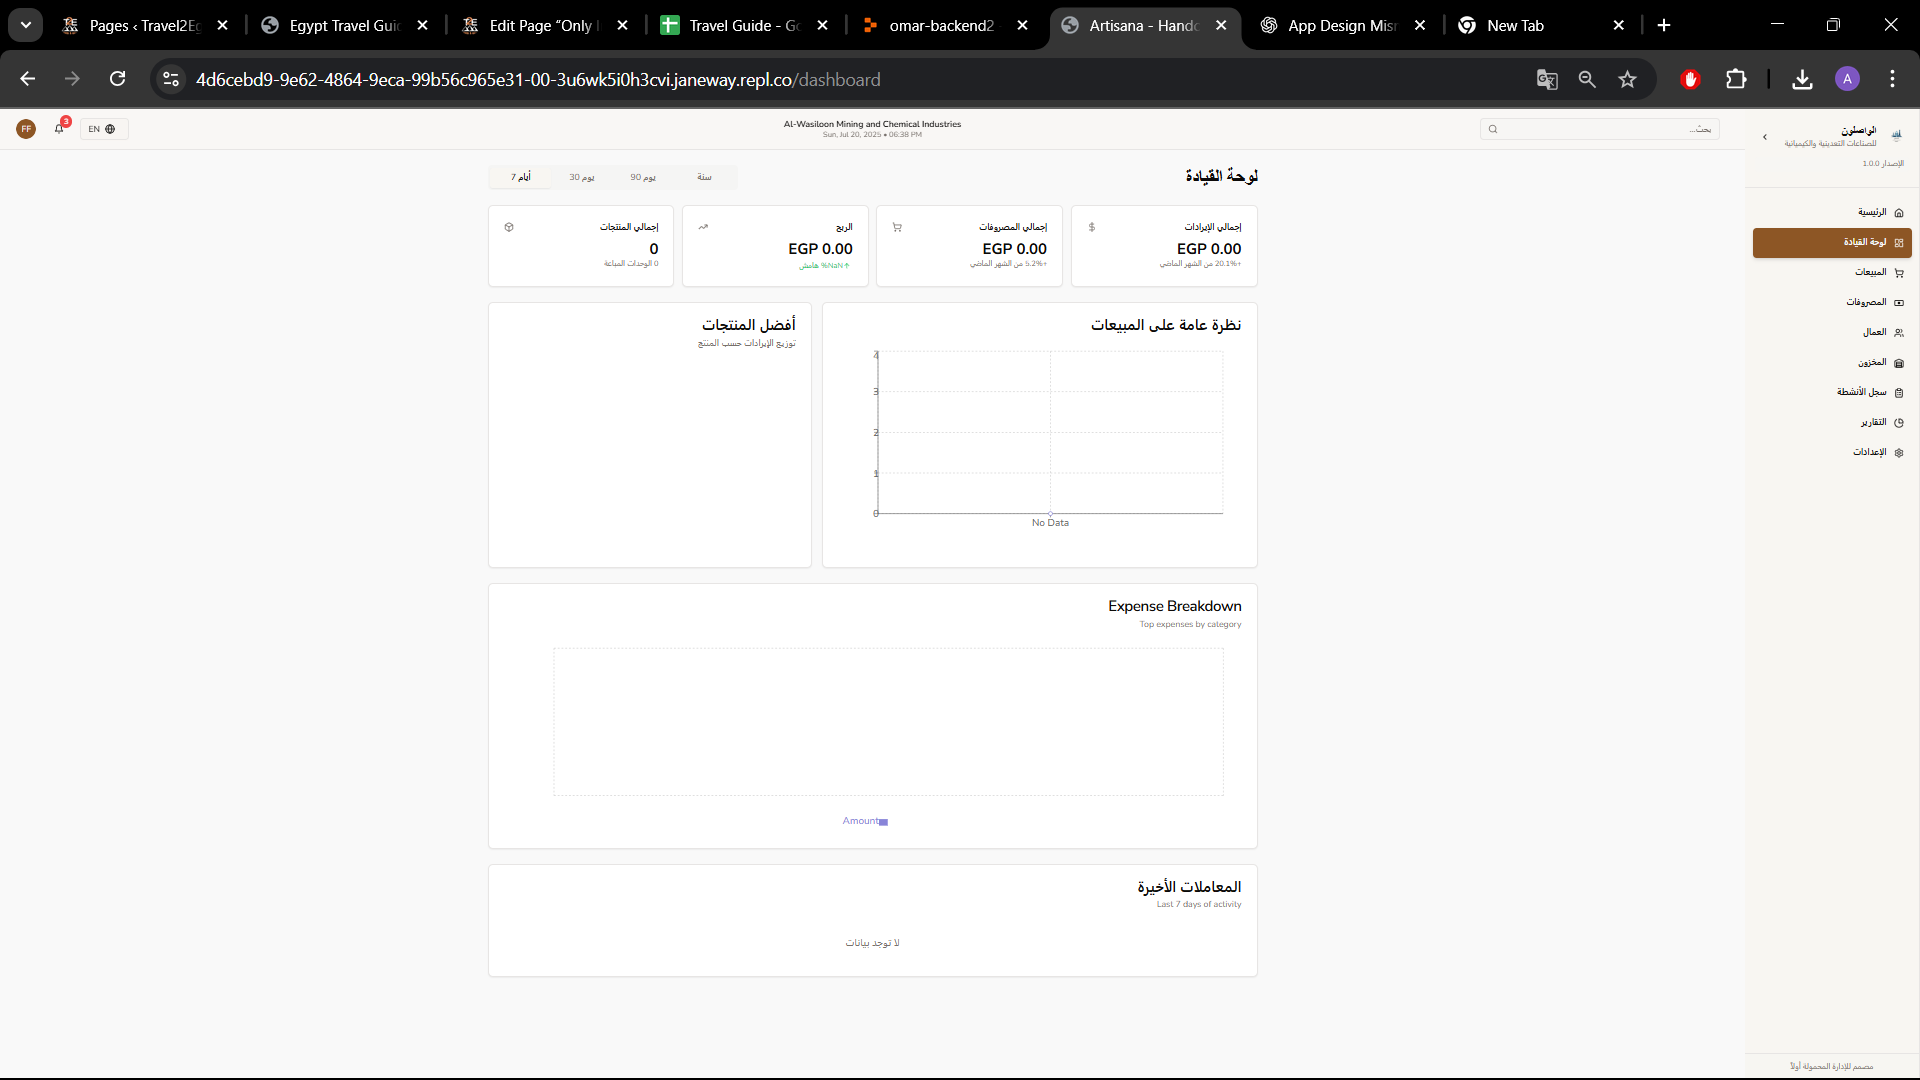 Pages ‹ Travel2Eg
Egypt Travel Guid
Edit Page “Only
Travel Guide - Go
omar-backend2 -
Artisana - Handc
App Design Misn
New Tab
4d6cebd9-9e62-4864-9eca-99b56c965e31-00-3u6wk5i0h3cvi.janeway.repl.co/dashboard
A
FF
3
EN
Al-Wasiloon Mining and Chemical Industries
Sun, Jul 20, 2025 • 06:38 PM
بحث...
الواصلون
للصناعات التعدينية والكيميائية
الإصدار 1.0.0
الرئيسية
لوحة القيادة
المبيعات
المصروفات
العمال
المخزون
سجل الأنشطة
التقارير
الإعدادات
لوحة القيادة
سنة
يوم 90
يوم 30
أيام 7
إجمالي الإيرادات
EGP 0.00
+20.1% من الشهر الماضي
إجمالي المصروفات
EGP 0.00
+5.2% من الشهر الماضي
الربح
EGP 0.00
↑NaN% هامش
إجمالي المنتجات
0
0 الوحدات المباعة
نظرة عامة على المبيعات
4
3
2
1
0
No Data
أفضل المنتجات
توزيع الإيرادات حسب المنتج
Expense Breakdown
Top expenses by category
Amount
المعاملات الأخيرة
Last 7 days of activity
لا توجد بيانات
مصمم للإدارة المحمولة أولاً